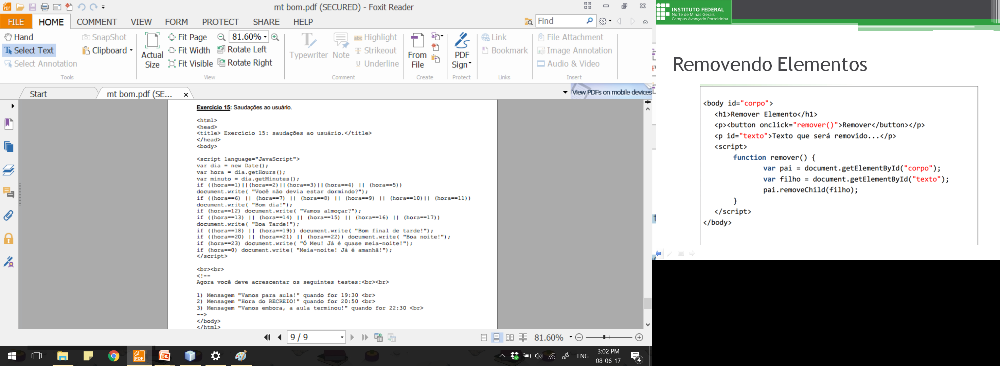 mt bom.pdf (SECURED) - Foxit Reader
FILE HOME COMMENT VIEW FORM PROTECT SHARE HELP
Find
Hand
Select Text
Select Annotation
SnapShot
Clipboard
Tools
Actual Size
Fit Page
Fit Width
Fit Visible
81.60%
Rotate Left
Rotate Right
View
Typewriter
Note
Highlight
Strikeout
Underline
Comment
From File
Create
PDF Sign
Protect
Link
Bookmark
Links
File Attachment
Image Annotation
Audio & Video
Insert
Start
mt bom.pdf (SE...
View PDFs on mobile devices
Exercício 15: Saudações ao usuário.
<html>
<head>
<title> Exercício 15: saudações ao usuário.</title>
</head>
<body>
<script language="JavaScript">
var dia = new Date();
var hora = dia.getHours();
var minuto = dia.getMinutes();
if ((hora==1)||(hora==2)||(hora==3)||(hora==4) || (hora==5))
document.write( "Você não devia estar dormindo?");
if ((hora==6) || (hora==7) || (hora==8) || (hora==9) || (hora==10)|| (hora==11))
document.write( "Bom dia!");
if (hora==12) document.write( "Vamos almoçar?");
if ((hora==13) || (hora==14) || (hora==15) || (hora==16) || (hora==17))
document.write( "Boa Tarde!");
if ((hora==18) || (hora==19)) document.write( "Bom final de tarde!");
if ((hora==20) || (hora==21) || (hora==22)) document.write( "Boa noite!");
if (hora==23) document.write( "Ó Meu! Já é quase meia-noite!");
if (hora==0) document.write( "Meia-noite! Já é amanhã!");
</script>
<br><br>
<!--
Agora você deve acrescentar os seguintes testes:<br><br>
1) Mensagem "Vamos para aula!" quando for 19:30 <br>
2) Mensagem "Hora do RECREIO!" quando for 20:50 <br>
3) Mensagem "Vamos embora, a aula terminou!" quando for 22:30 <br>
-->
</body>
</html>
9 / 9
81.60%
ENG
3:02 PM
08-06-17
4
INSTITUTO FEDERAL
Norte de Minas Gerais
Campus Avançado Porteirinha
Removendo Elementos
<body id="corpo">
<h1>Remover Elemento</h1>
<p><button onclick="remover()">Remover</button></p>
<p id="texto">Texto que será removido...</p>
<script>
function remover() {
var pai = document.getElementById("corpo");
var filho = document.getElementById("texto");
pai.removeChild(filho);
}
</script>
</body>